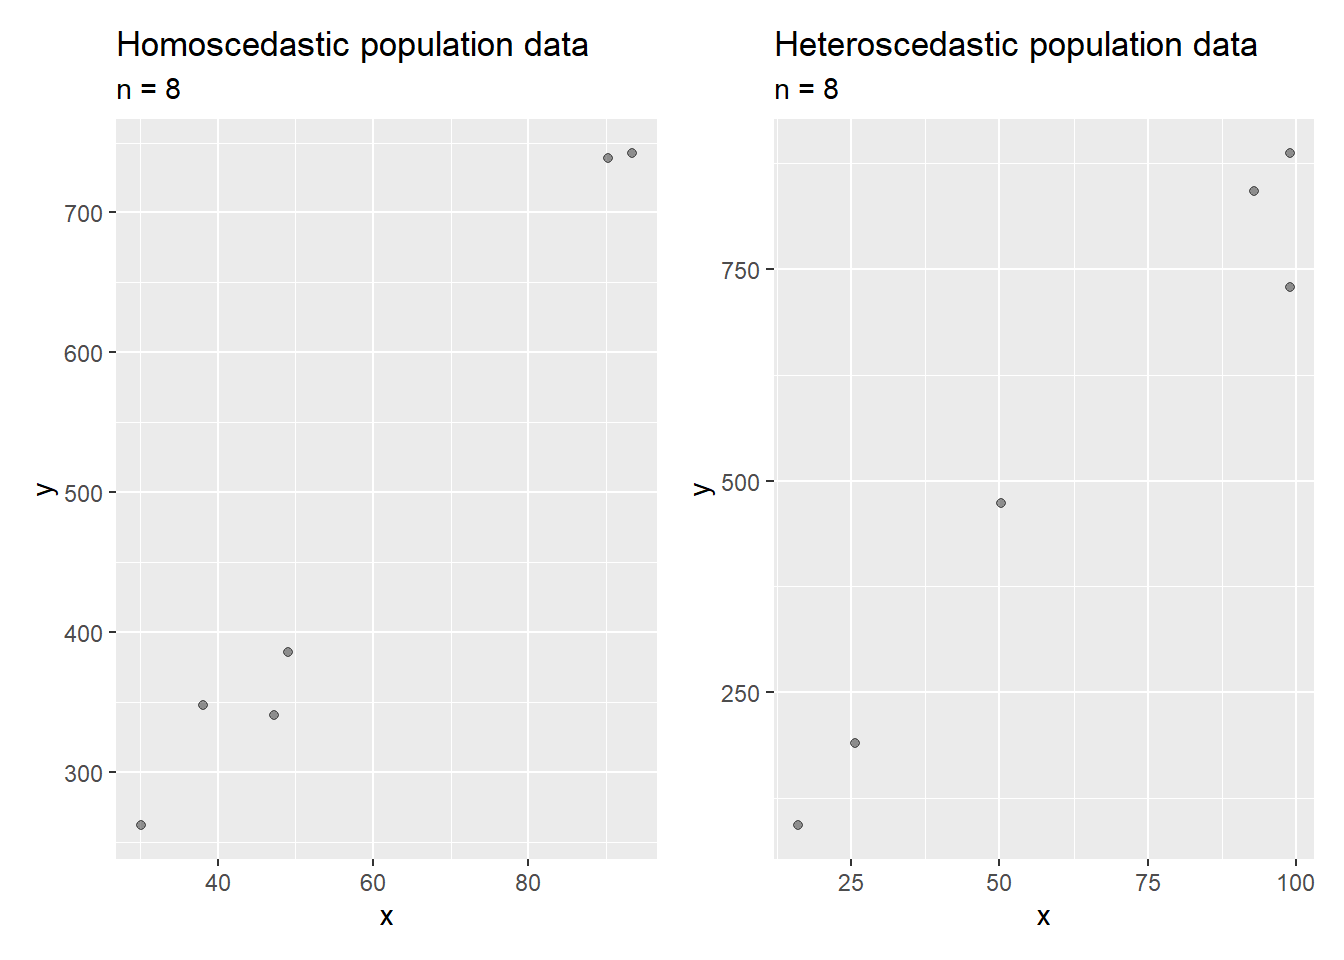 Homoscedastic population data
n = 8
700
600
500
400
300
y
40 60 80
x
Heteroscedastic population data
n = 8
750
500
250
y
25 50 75 100
x